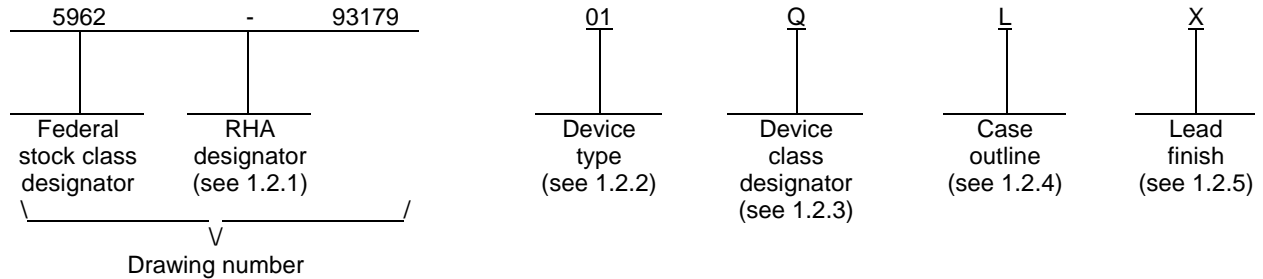 5962 - 93179 01 Q L X
Federal stock class designator
RHA designator (see 1.2.1)
Device type (see 1.2.2)
Device class designator (see 1.2.3)
Case outline (see 1.2.4)
Lead finish (see 1.2.5)
\ /
\/
Drawing number